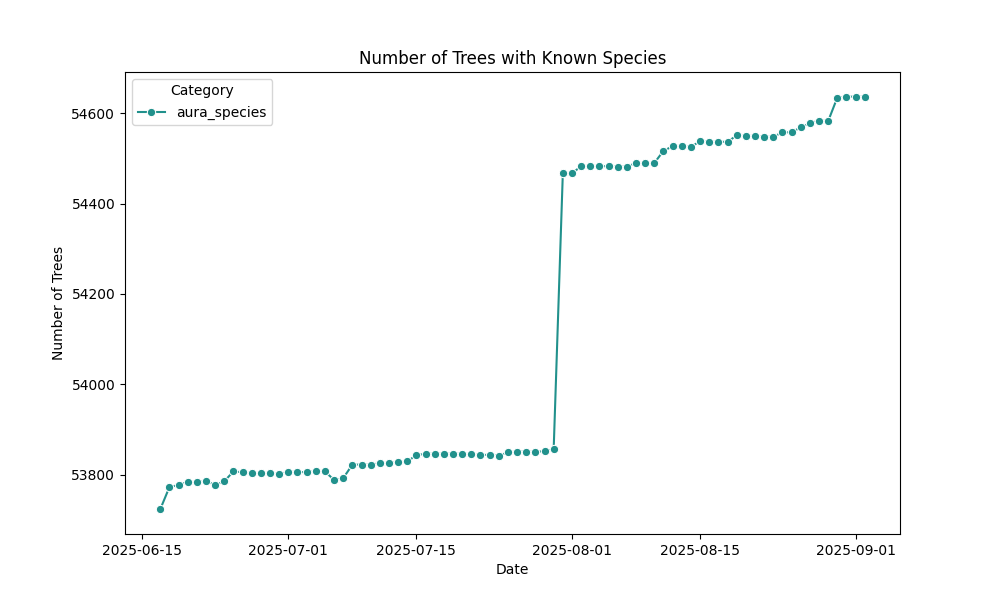 Number of Trees with Known Species
Category
aura_species
Number of Trees
54600
54400
54200
54000
53800
2025-06-15
2025-07-01
2025-07-15
2025-08-01
2025-08-15
2025-09-01
Date